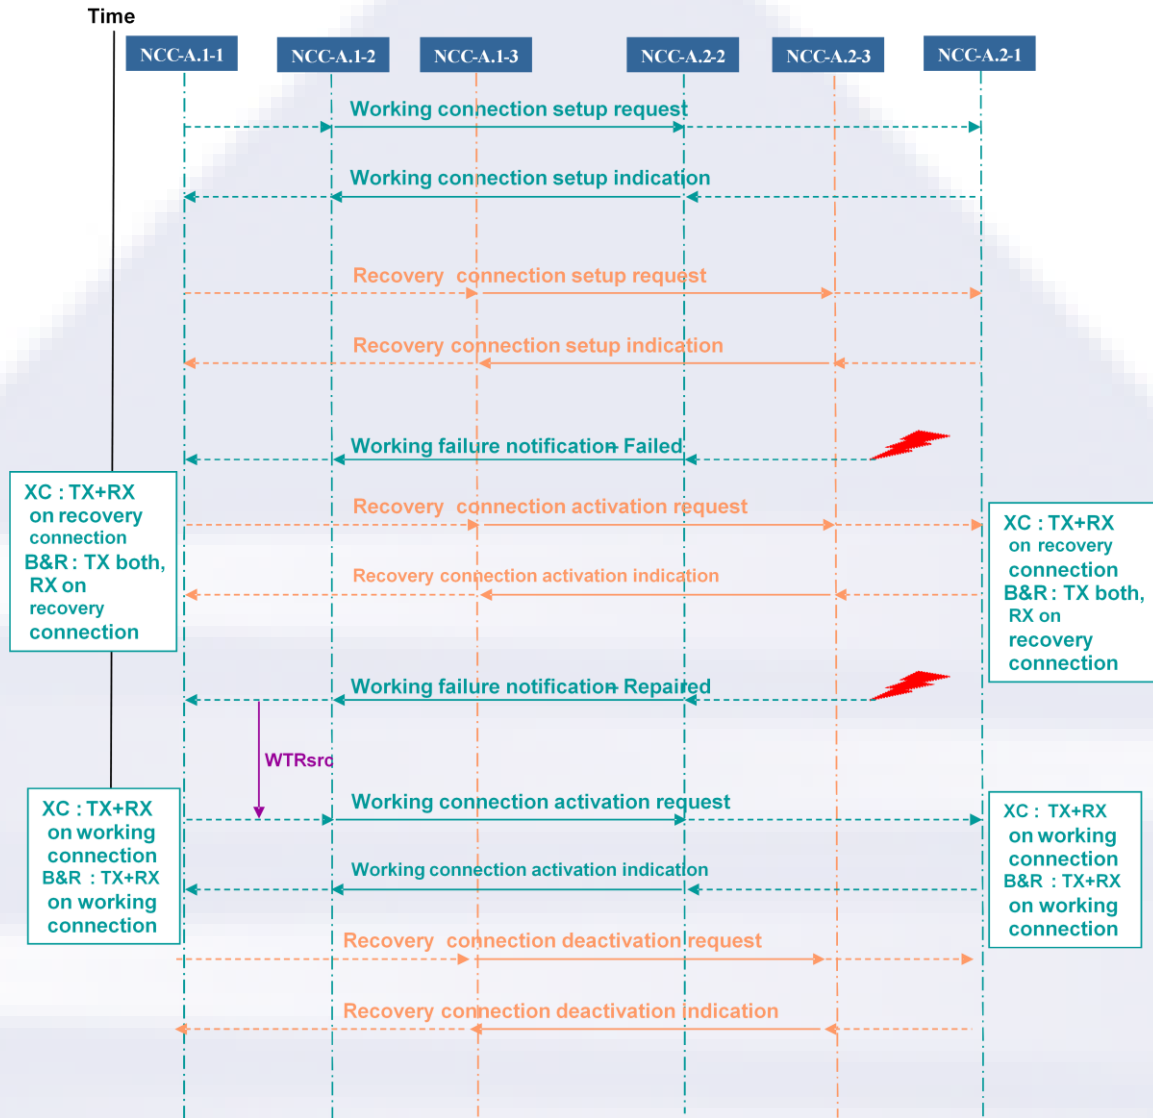 Time
NCC-A.1-1
NCC-A.1-2
NCC-A.1-3
NCC-A.2-2
NCC-A.2-3
NCC-A.2-1
Working connection setup request
Working connection setup indication
Recovery connection setup request
Recovery connection setup indication
Working failure notification - Failed
XC : TX+RX
on recovery
connection
B&R : TX both,
RX on
recovery
connection
Recovery connection activation request
Recovery connection activation indication
XC : TX+RX
on recovery
connection
B&R : TX both,
RX on
recovery
connection
Working failure notification - Repaired
WTRsrc
XC : TX+RX
on working
connection
B&R : TX+RX
on working
connection
Working connection activation request
Working connection activation indication
XC : TX+RX
on working
connection
B&R : TX+RX
on working
connection
Recovery connection deactivation request
Recovery connection deactivation indication